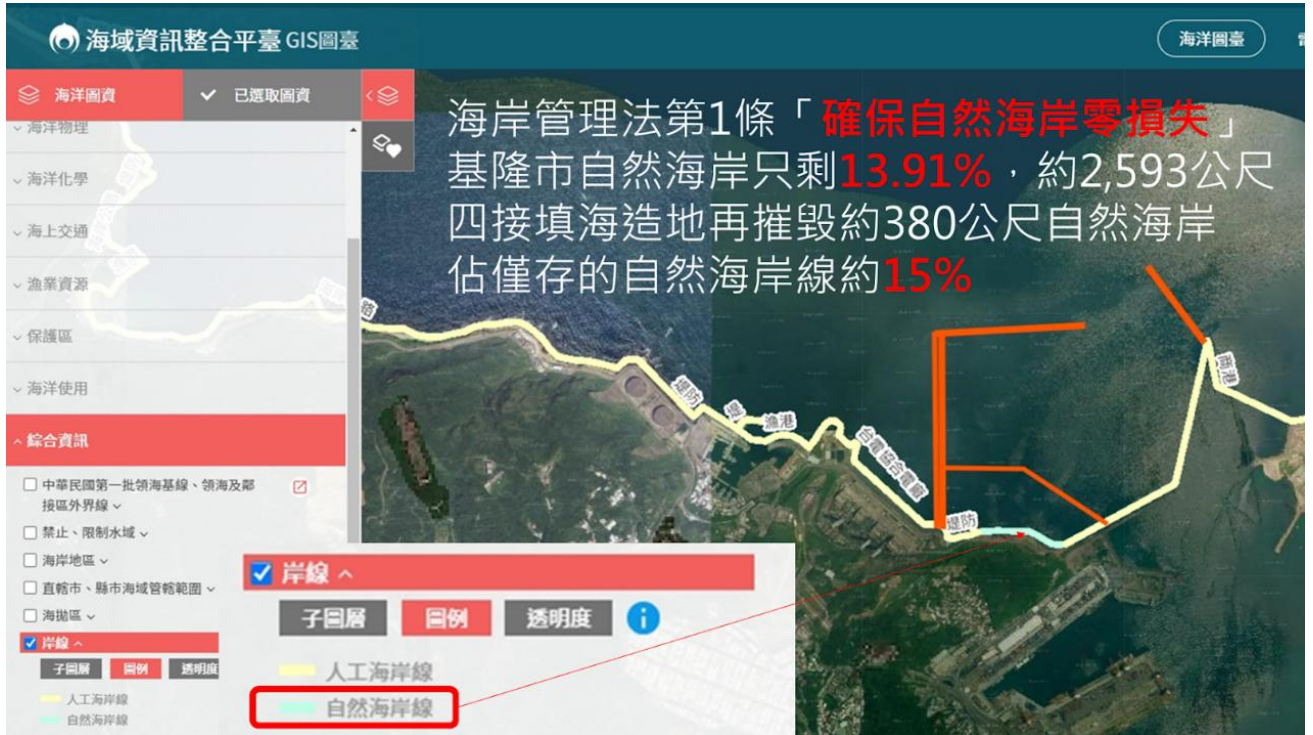 海域資訊整合平臺 GIS圖臺
海洋圖臺
海洋圖資
已選取圖資
海洋物理
海洋化學
海上交通
漁業資源
保護區
海洋使用
綜合資訊
中華民國第一批領海基線、領海及鄰
接區外界線
禁止、限制水域
海岸地區
直轄市、縣市海域管轄範圍
海拋區
岸線
子圖層 圖例 透明度
人工海岸線
自然海岸線
海岸管理法第1條「確保自然海岸零損失」
基隆市自然海岸只剩13.91%，約2,593公尺
四接填海造地再摧毀約380公尺自然海岸
佔僅存的自然海岸線約15%
路
堤防
漁港
台電協和電廠
堤防
商港
岸線
子圖層 圖例 透明度
人工海岸線
自然海岸線